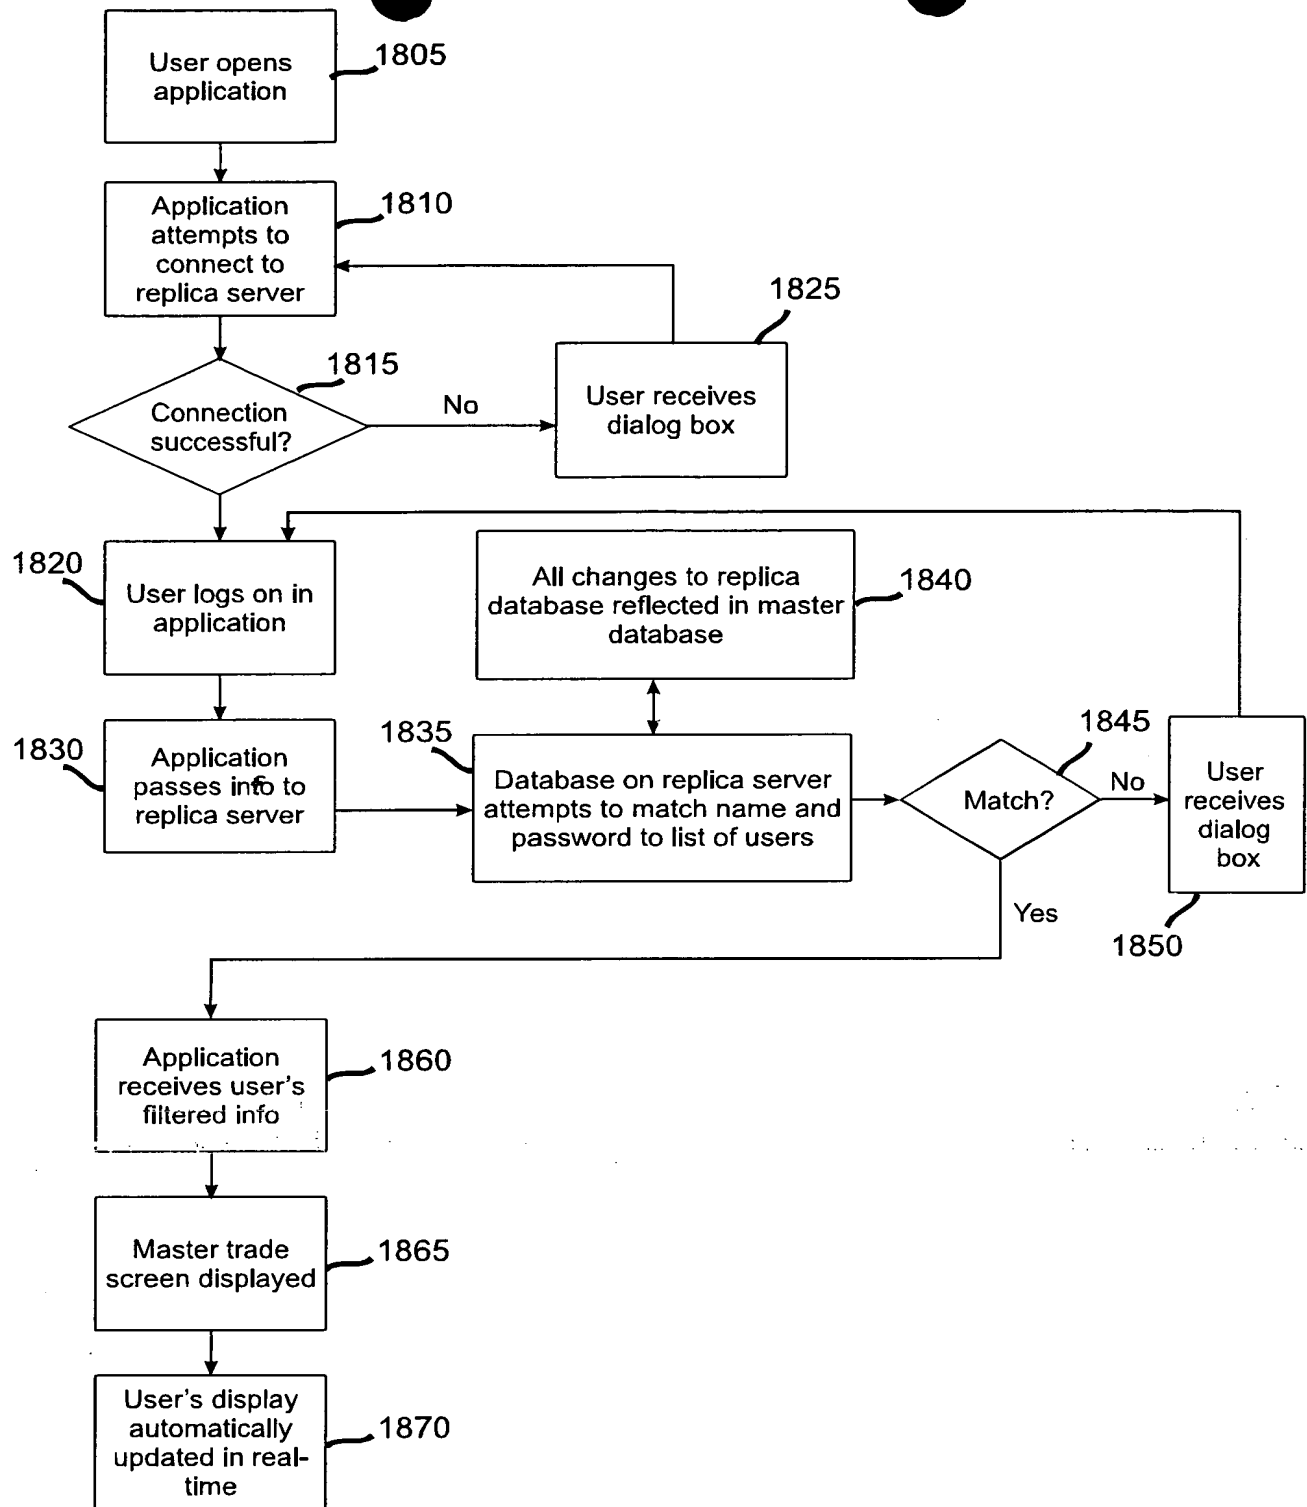 User opens
application
1805
Application
attempts to
connect to
replica server
1810
1825
1815
Connection
successful?
No
User receives
dialog box
1820
User logs on in
application
All changes to replica
database reflected in master
database
1840
1830
Application
passes info to
replica server
1835
Database on replica server
attempts to match name and
password to list of users
1845
Match?
No
User
receives
dialog
box
1850
Yes
Application
receives user's
filtered info
1860
Master trade
screen displayed
1865
User's display
automatically
updated in real-
time
1870